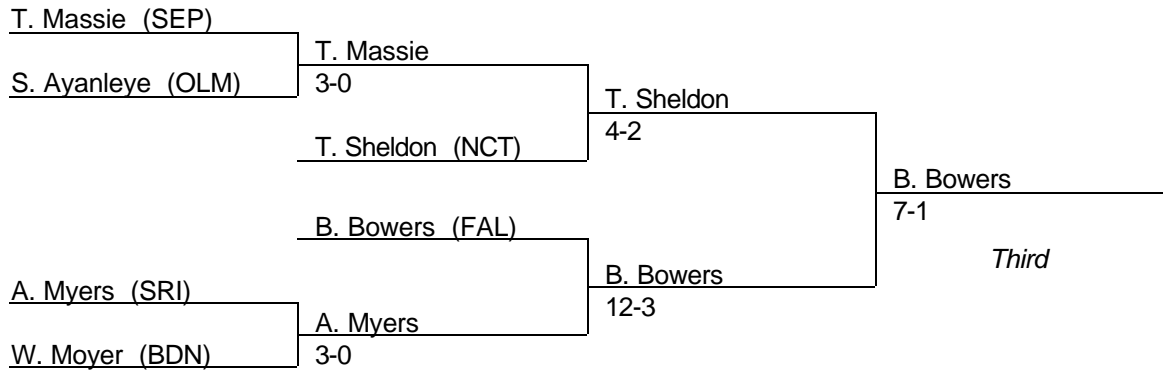 T. Massie (SEP)
T. Massie
S. Ayanleye (OLM)
3-0
T. Sheldon
4-2
T. Sheldon (NCT)
B. Bowers
7-1
B. Bowers (FAL)
Third
B. Bowers
A. Myers (SRI)
12-3
A. Myers
W. Moyer (BDN)
3-0